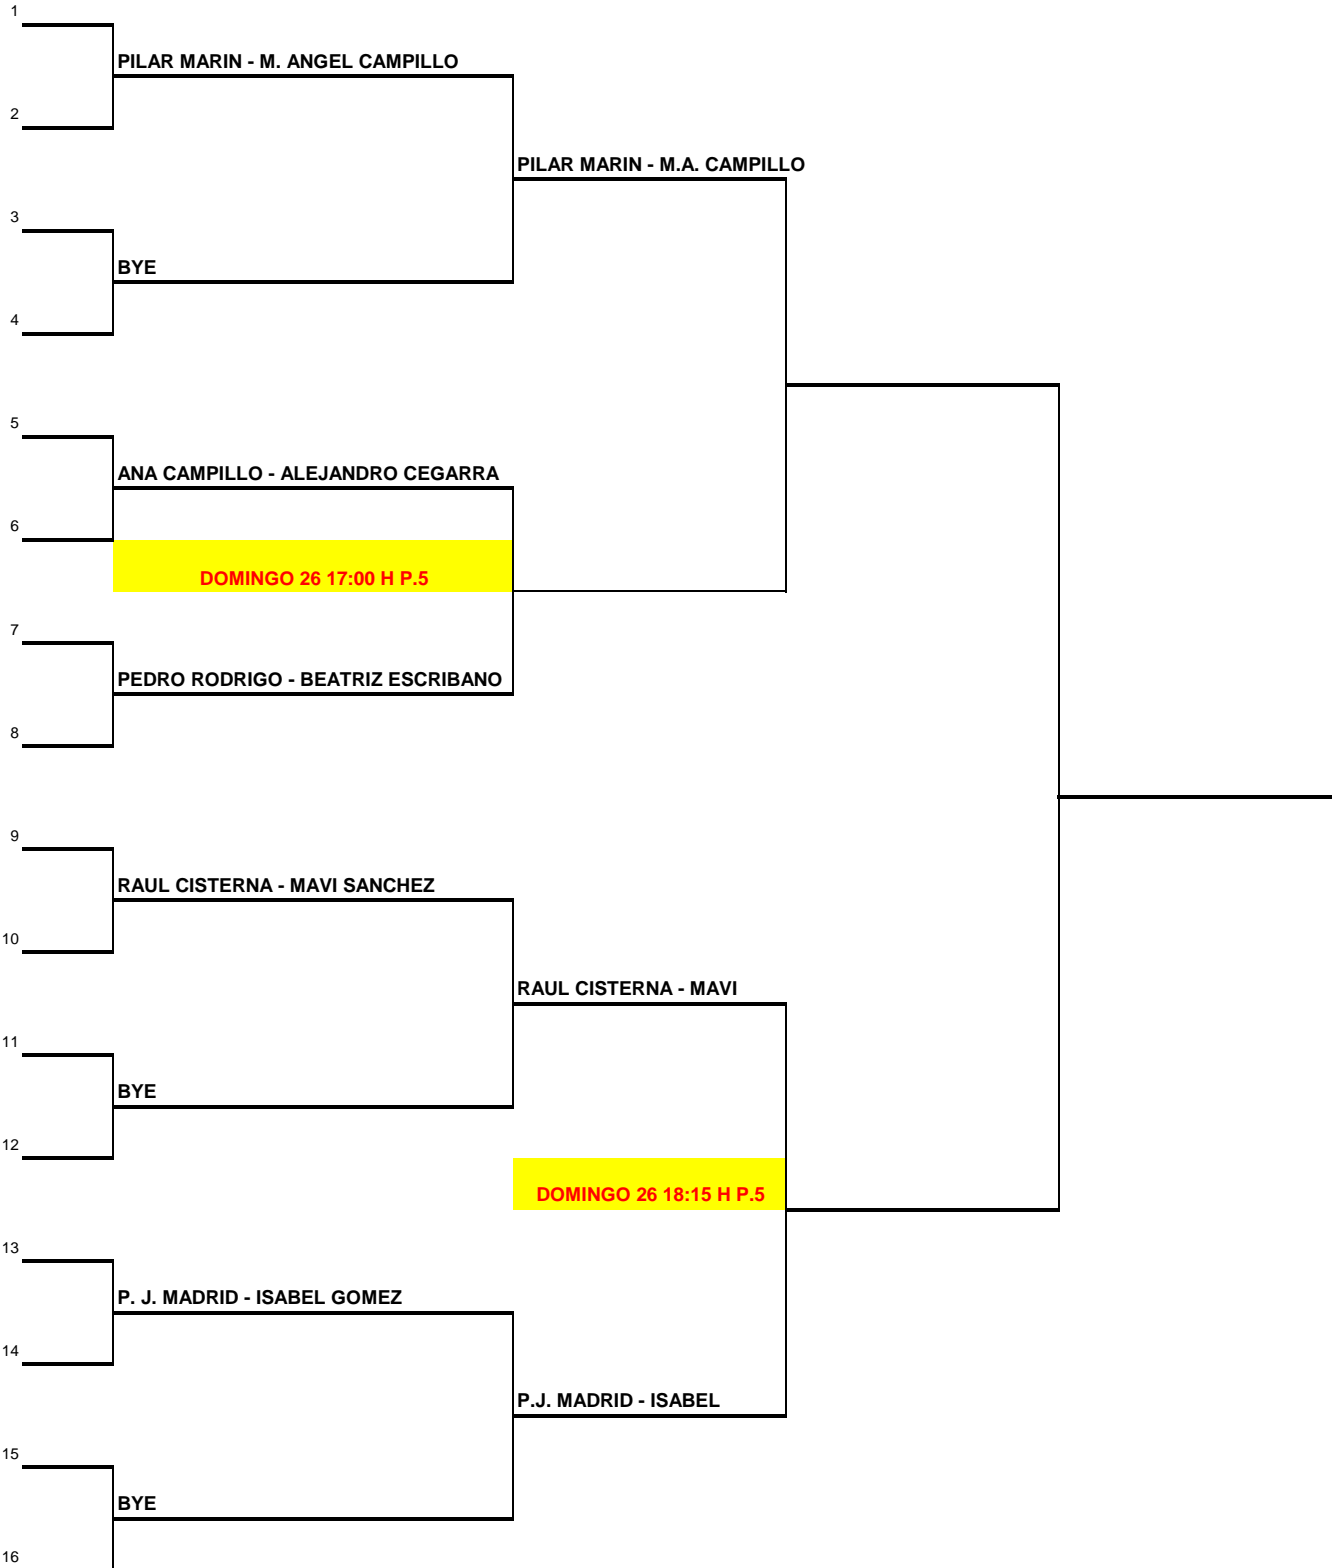 1
PILAR MARIN - M. ANGEL CAMPILLO
2
PILAR MARIN - M.A. CAMPILLO
3
BYE
4
5
ANA CAMPILLO - ALEJANDRO CEGARRA
6
DOMINGO 26 17:00 H P.5
7
PEDRO RODRIGO - BEATRIZ ESCRIBANO
8
9
RAUL CISTERNA - MAVI SANCHEZ
10
RAUL CISTERNA - MAVI
11
BYE
12
DOMINGO 26 18:15 H P.5
13
P. J. MADRID - ISABEL GOMEZ
14
P.J. MADRID - ISABEL
15
BYE
16